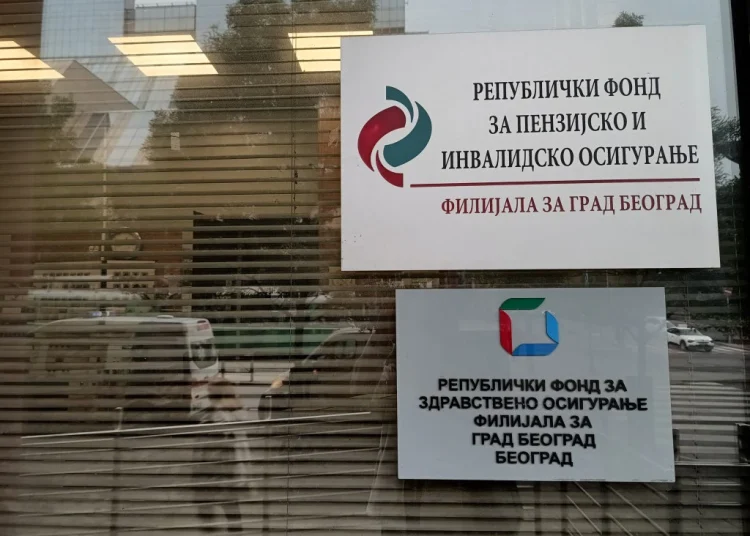 РЕПУБЛИЧКИ ФОНД
ЗА ПЕНЗИЈСКО И
ИНВАЛИДСКО ОСИГУРАЊЕ
ФИЛИЈАЛА ЗА ГРАД БЕОГРАД
РЕПУБЛИЧКИ ФОНД ЗА
ЗДРАВСТВЕНО ОСИГУРАЊЕ
ФИЛИЈАЛА ЗА
ГРАД БЕОГРАД
БЕОГРАД